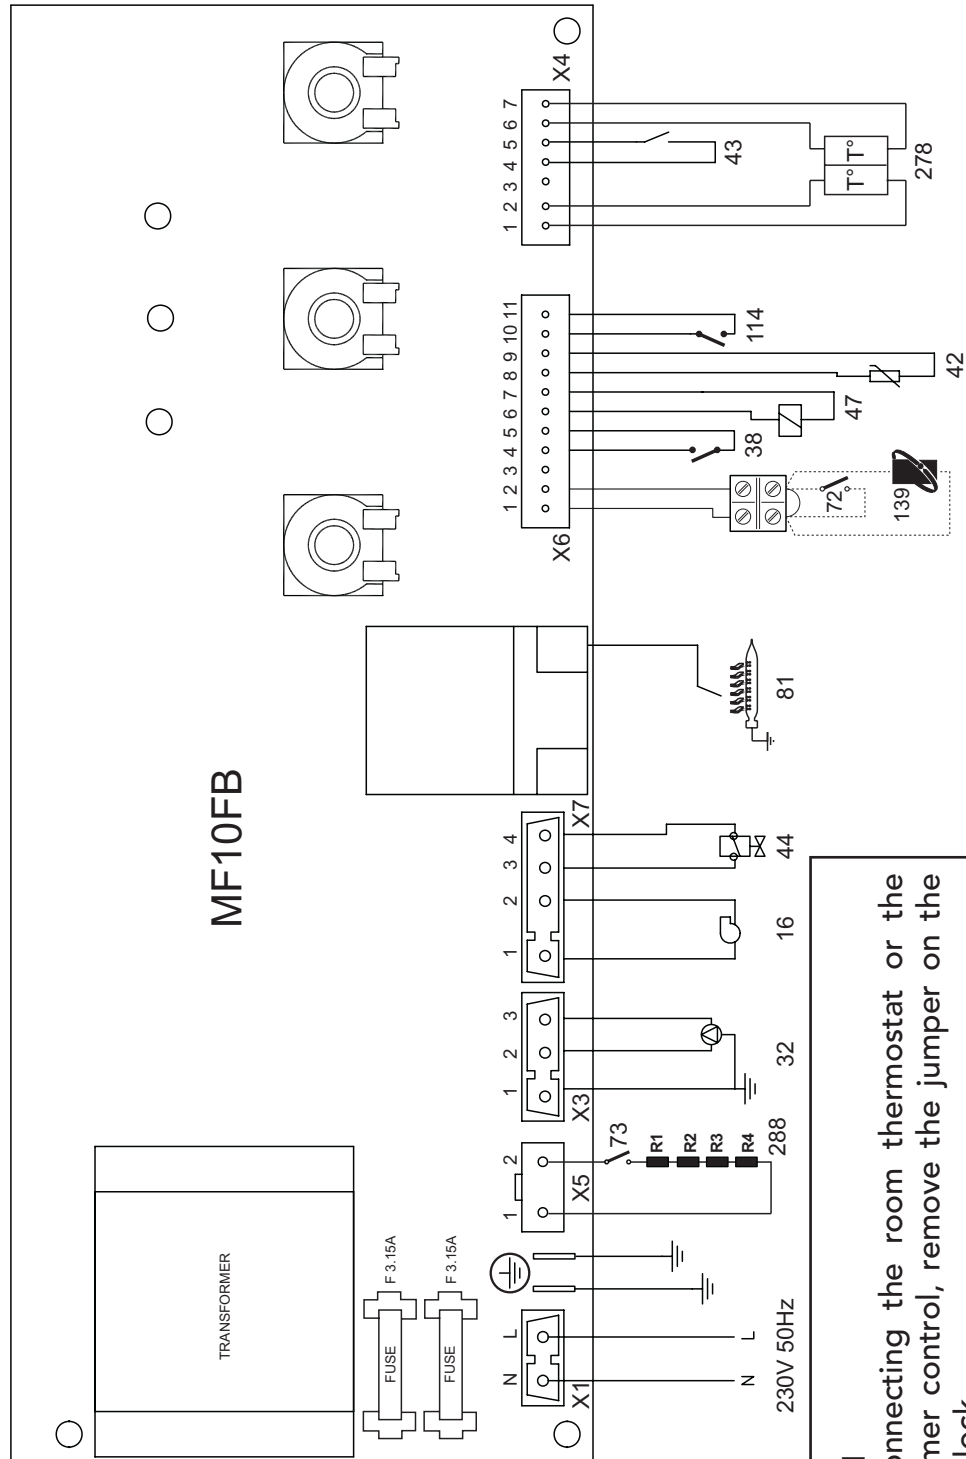 MF10FB
TRANSFORMER
FUSE F 3.15A
FUSE F 3.15A
N L
X1
1 2
X5
1 2 3
X3
1 2 3 4
X7
1 2 3 4 5 6 7 8 9 10 11
X6
1 2 3 4 5 6 7
X4
N L
230V 50Hz
73
R1
R2
R3
R4
288
32
16
44
81
72
139
38
47
42
114
43
T° T°
278
onnecting the room thermostat or the
mer control, remove the jumper on the
lock